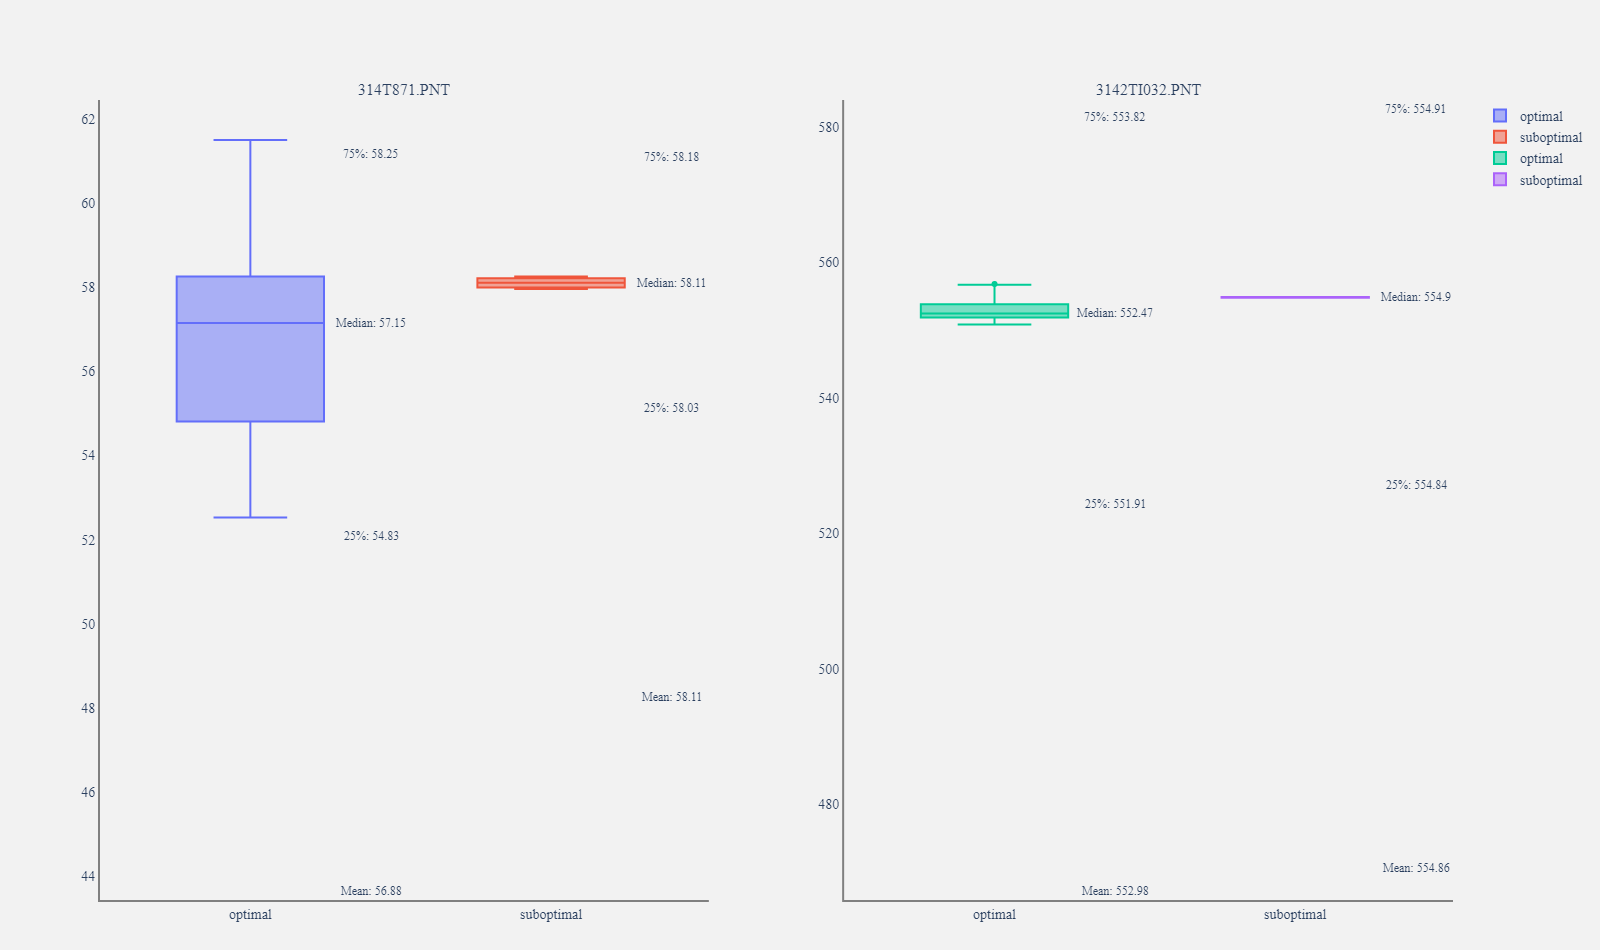 314T871.PNT
62
60
58
56
54
52
50
48
46
44
75%: 58.25
Median: 57.15
25%: 54.83
Mean: 56.88
75%: 58.18
Median: 58.11
25%: 58.03
Mean: 58.11
optimal
suboptimal
3142TI032.PNT
580
560
540
520
500
480
75%: 553.82
Median: 552.47
25%: 551.91
Mean: 552.98
75%: 554.91
Median: 554.9
25%: 554.84
Mean: 554.86
optimal
suboptimal
optimal
suboptimal
optimal
suboptimal